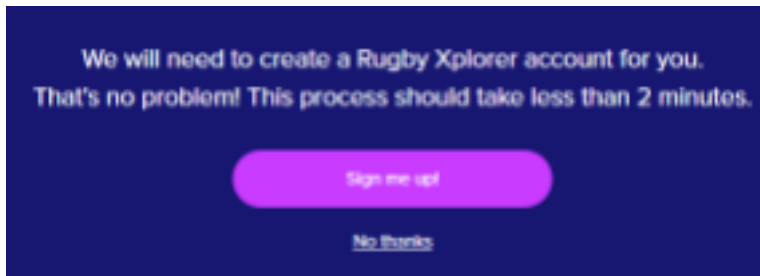 We will need to create a Rugby Xplorer account for you.
That's no problem! This process should take less than 2 minutes.
Sign me up!
No thanks